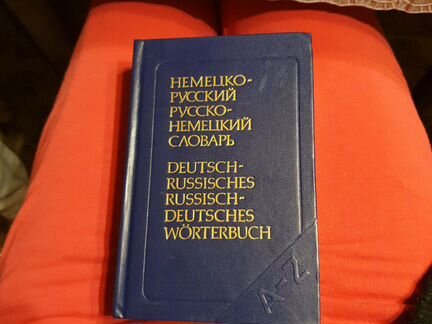 НЕМЕЦКО-
РУССКИЙ
РУССКО-
НЕМЕЦКИЙ
СЛОВАРЬ
DEUTSCH-
RUSSISCHES
RUSSISCH-
DEUTSCHES
WÖRTERBUCH
A-Z